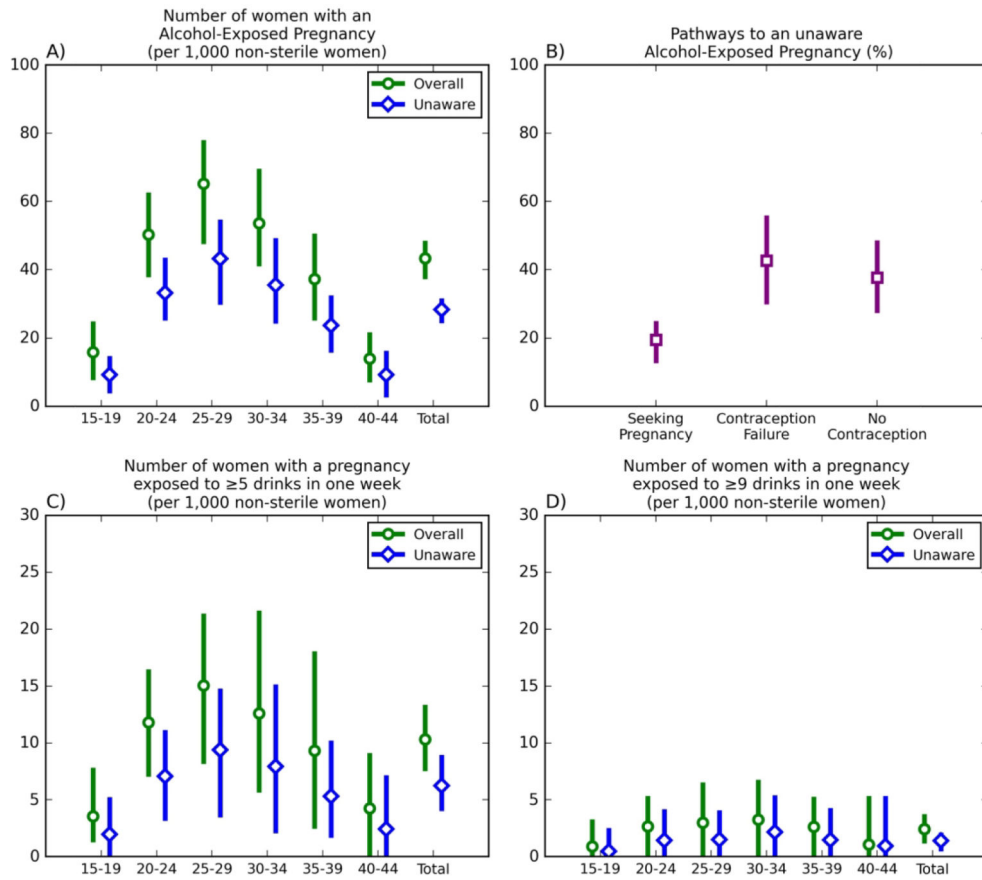 Number of women with an
Alcohol-Exposed Pregnancy
(per 1,000 non-sterile women)
A)
100
80
60
40
20
0
Overall
Unaware
15-19 20-24 25-29 30-34 35-39 40-44 Total
Pathways to an unaware
Alcohol-Exposed Pregnancy (%)
B)
100
80
60
40
20
0
Seeking Contraception No
Pregnancy Failure Contraception
Number of women with a pregnancy
exposed to ≥5 drinks in one week
(per 1,000 non-sterile women)
C)
30
25
20
15
10
5
0
Overall
Unaware
15-19 20-24 25-29 30-34 35-39 40-44 Total
Number of women with a pregnancy
exposed to ≥9 drinks in one week
(per 1,000 non-sterile women)
D)
30
25
20
15
10
5
0
Overall
Unaware
15-19 20-24 25-29 30-34 35-39 40-44 Total